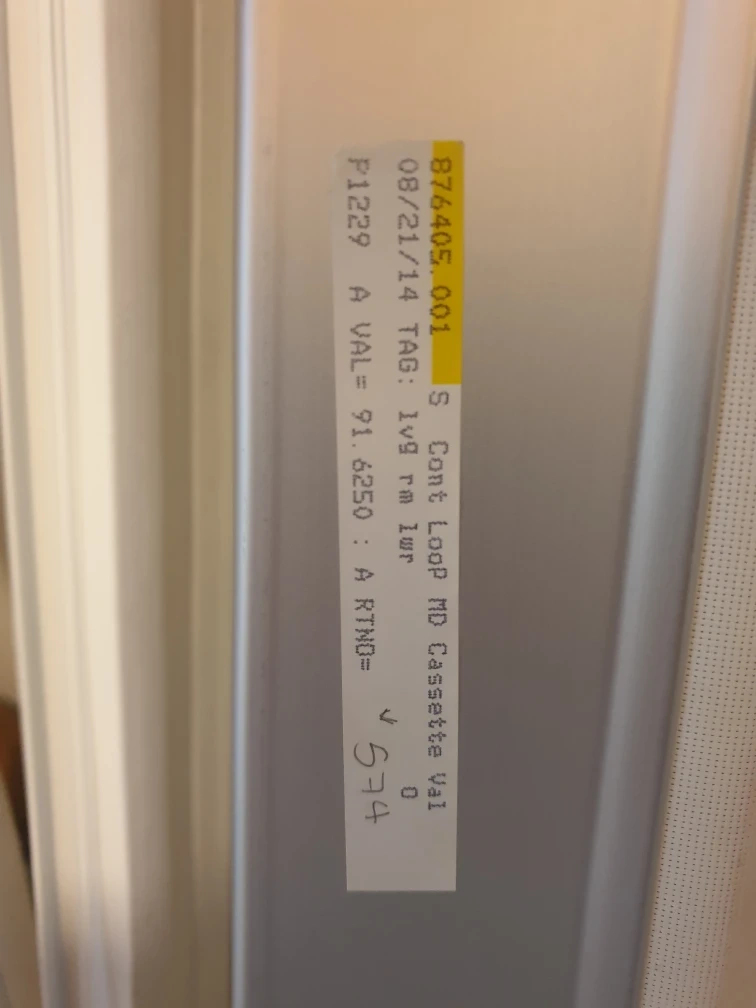 876405.001 S Cont Loop MD Cassette Val
08/21/14 TAG: lvg rm lwr 0
P1229 A VAL= 91.6250 : A RTNO=
✓ 574